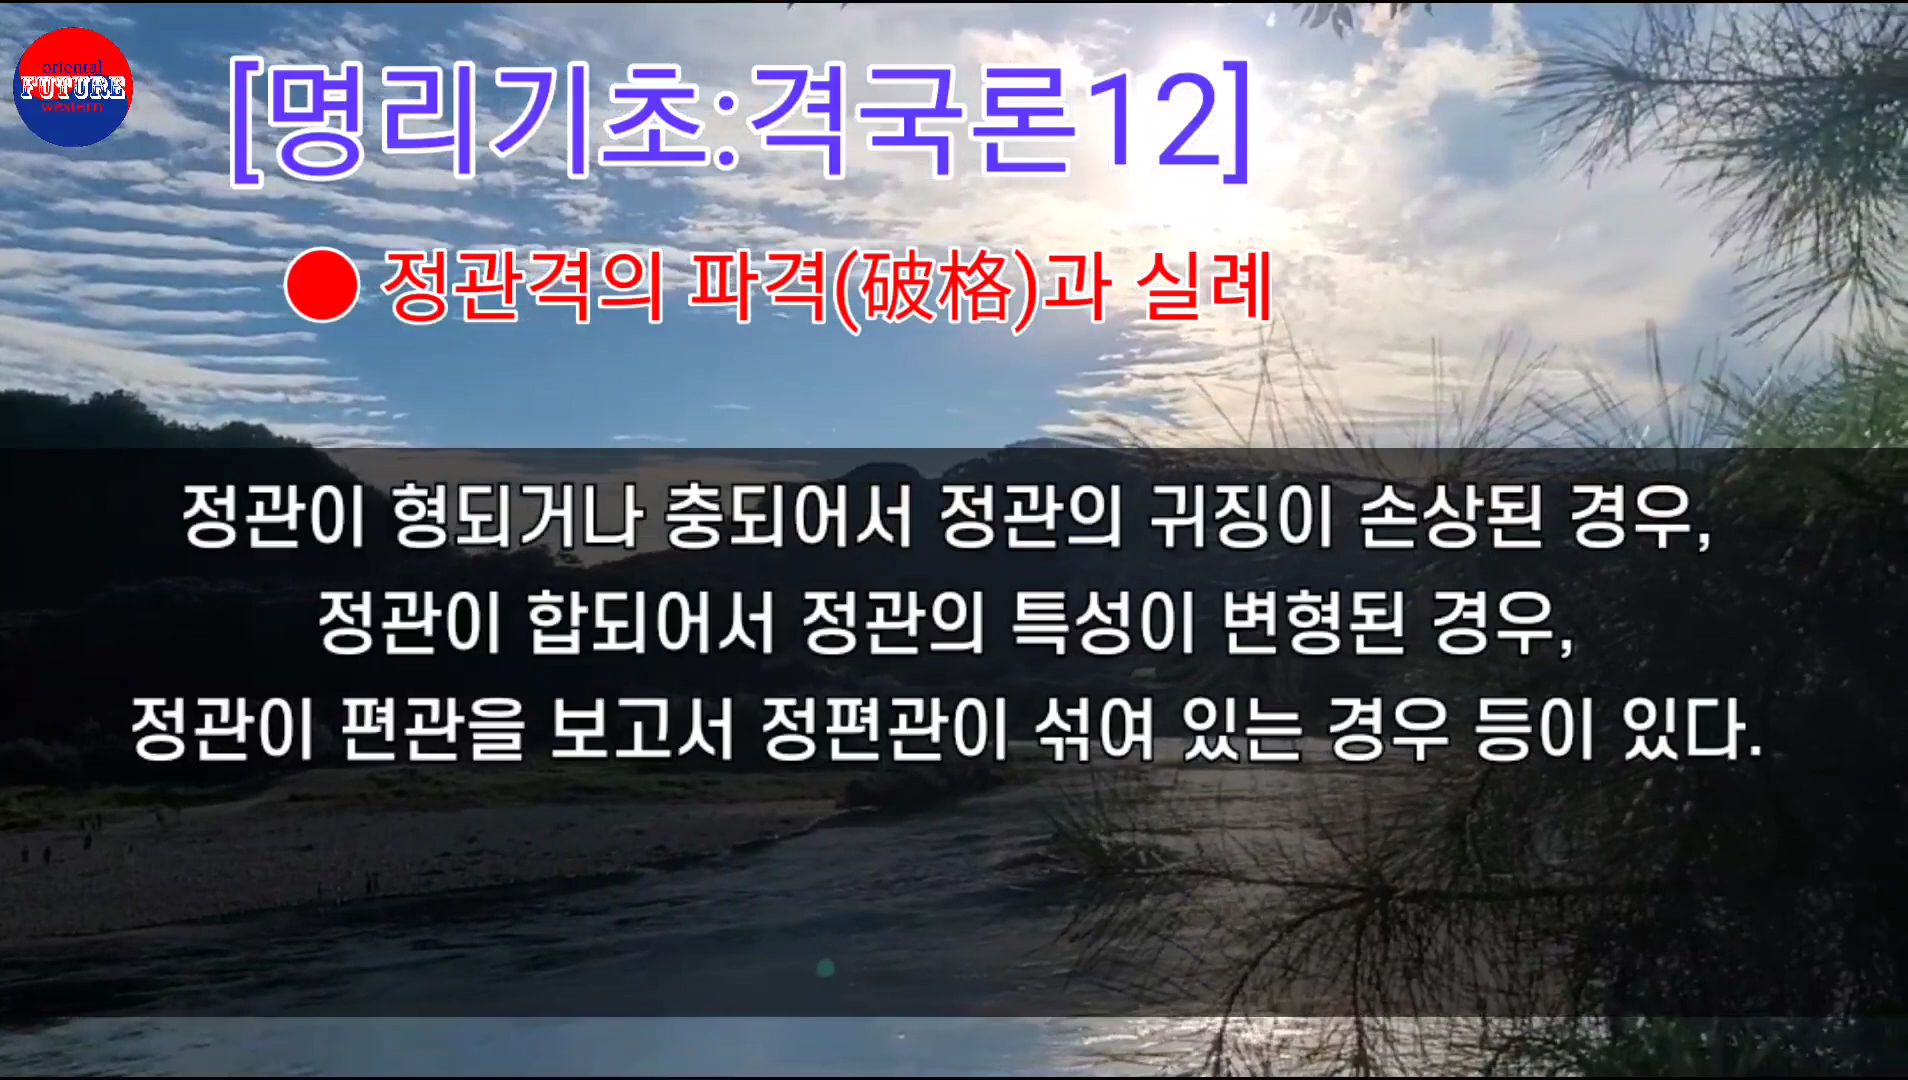 oriental
FUTURE
western
[명리기초:격국론12]
● 정관격의 파격(破格)과 실례
정관이 형되거나 충되어서 정관의 귀징이 손상된 경우,
정관이 합되어서 정관의 특성이 변형된 경우,
정관이 편관을 보고서 정편관이 섞여 있는 경우 등이 있다.